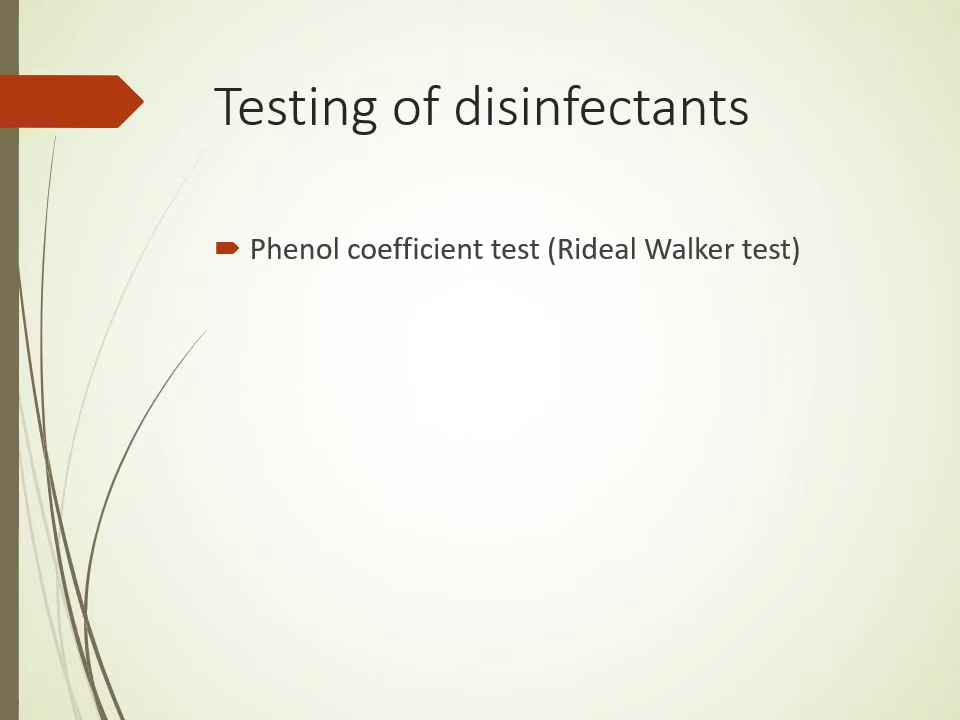 Testing of disinfectants
Phenol coefficient test (Rideal Walker test)